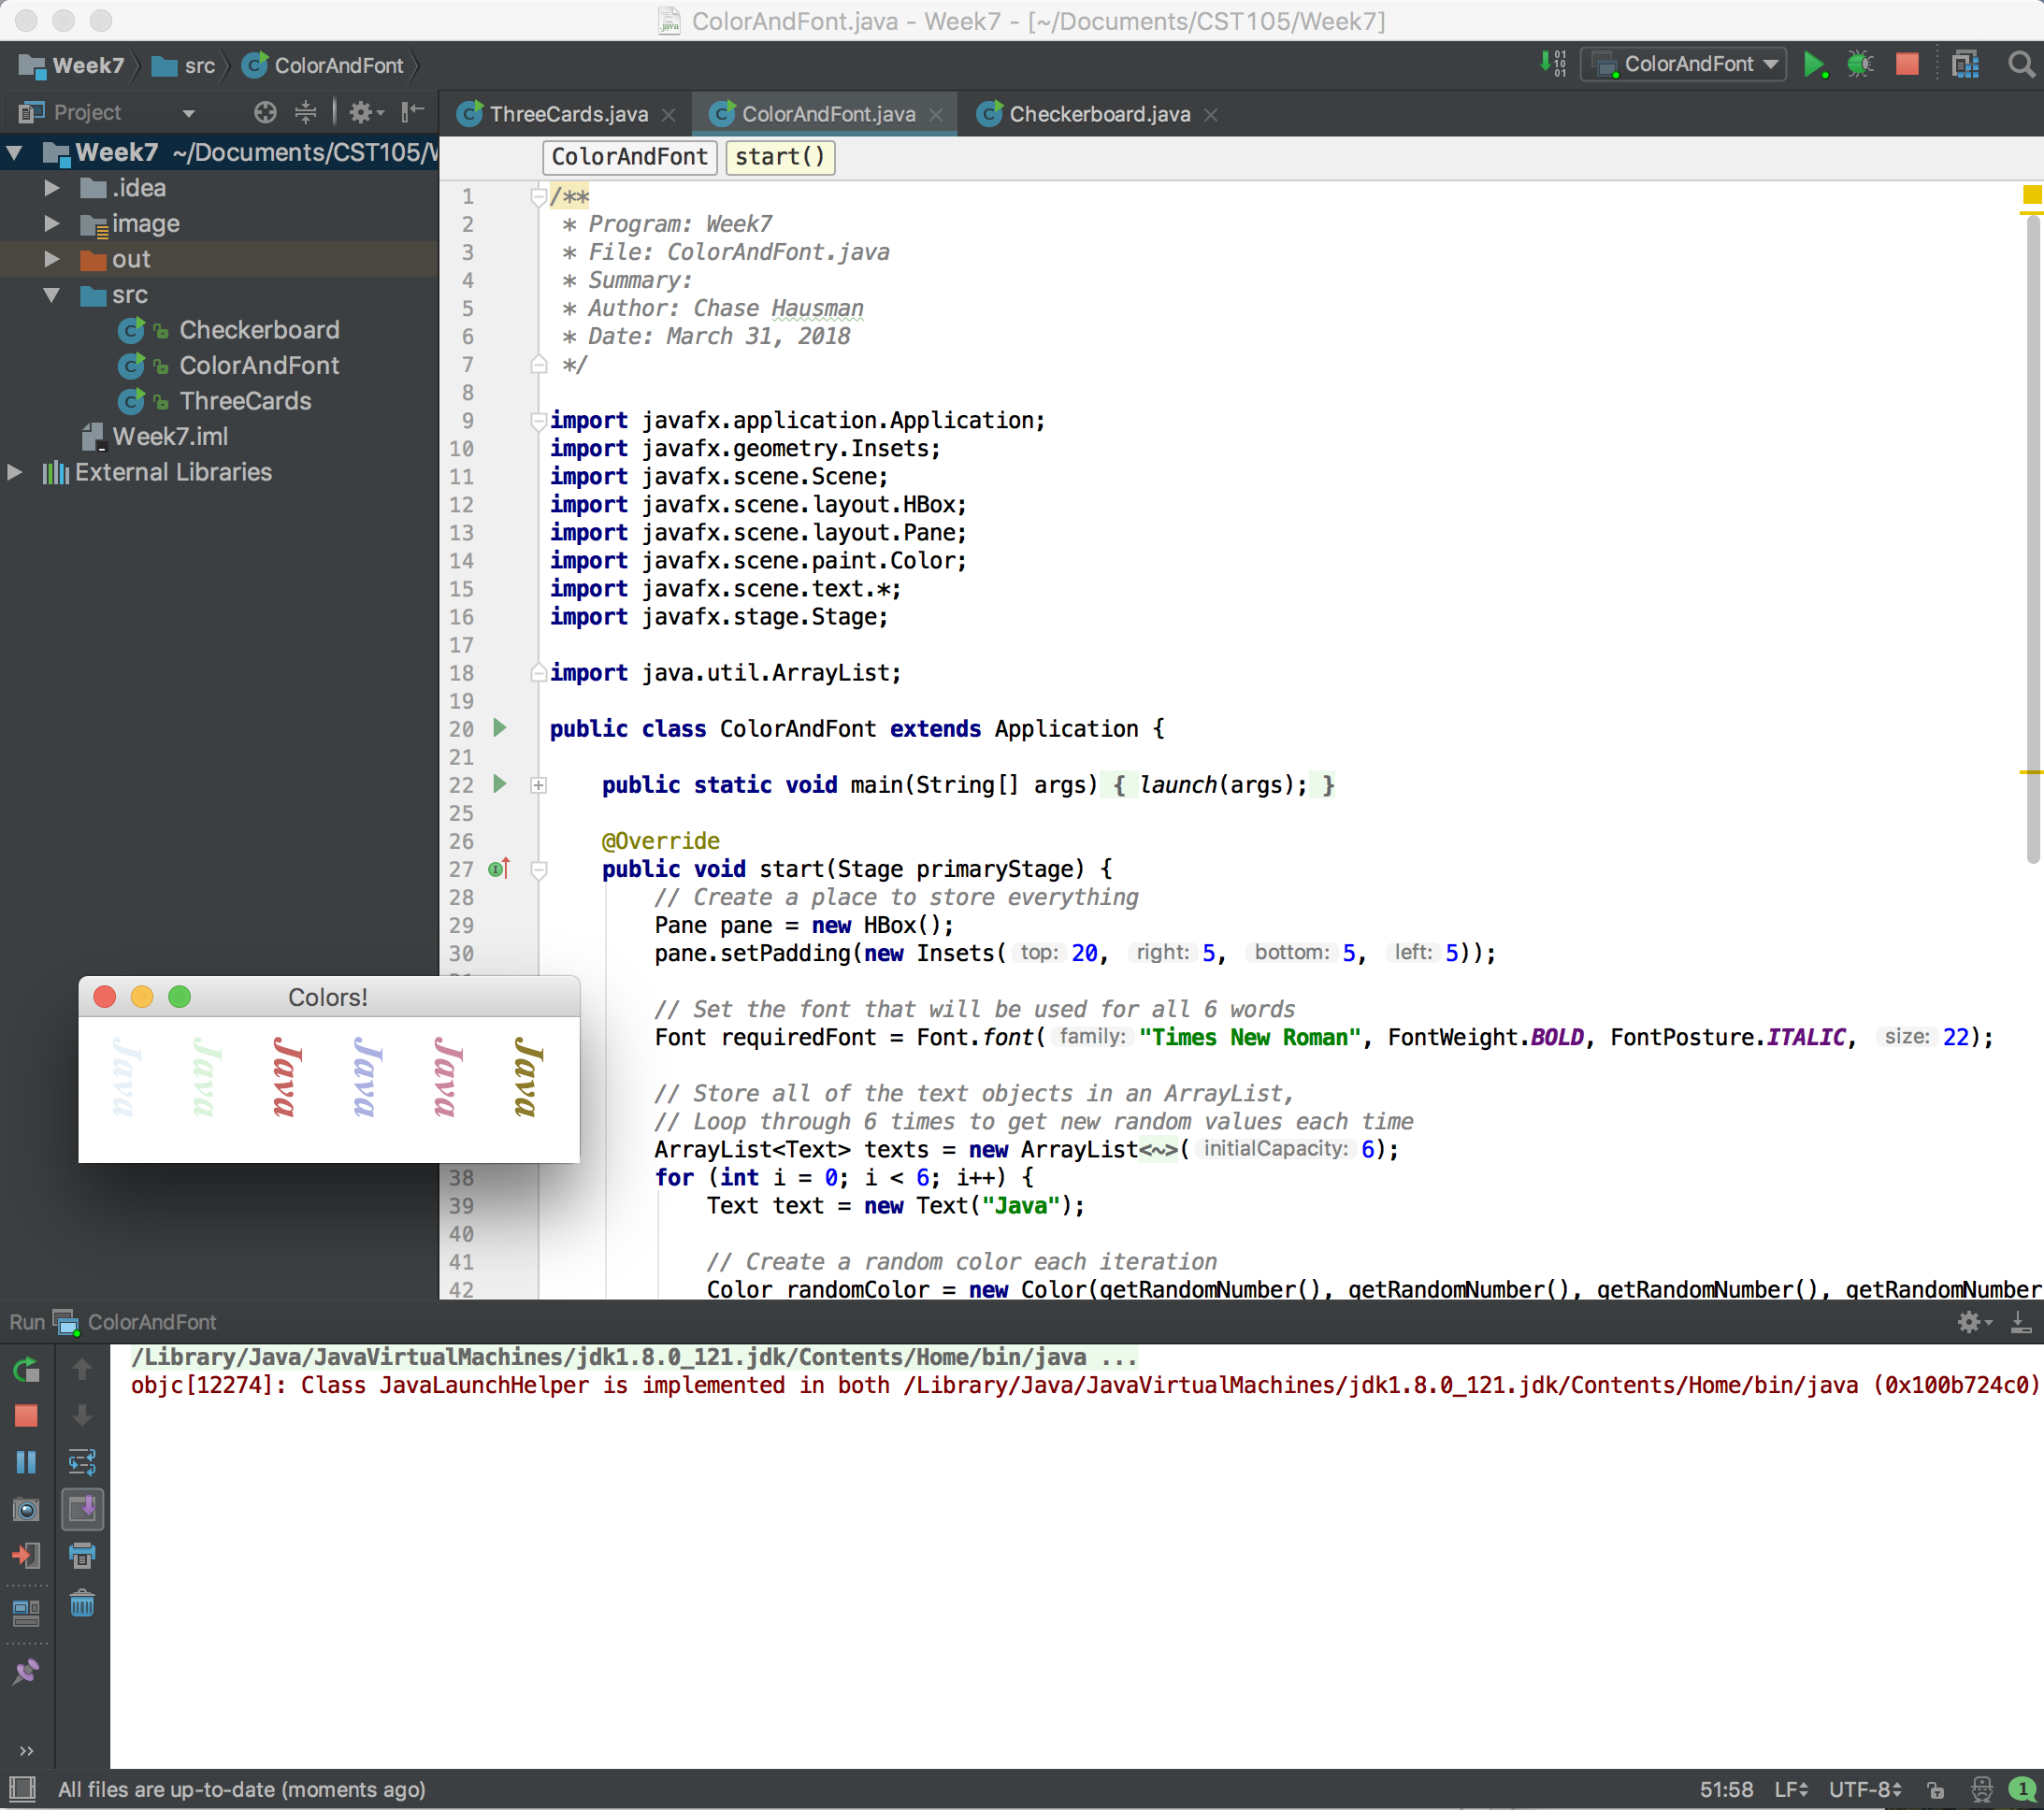 ColorAndFont.java - Week7 - [~/Documents/CST105/Week7]
Week7 src ColorAndFont
ColorAndFont
Project
ThreeCards.java ColorAndFont.java Checkerboard.java
Week7 ~/Documents/CST105/
.idea
image
out
src
Checkerboard
ColorAndFont
ThreeCards
Week7.iml
External Libraries
ColorAndFont start()
1 /**
2 * Program: Week7
3 * File: ColorAndFont.java
4 * Summary:
5 * Author: Chase Hausman
6 * Date: March 31, 2018
7 */
8
9 import javafx.application.Application;
10 import javafx.geometry.Insets;
11 import javafx.scene.Scene;
12 import javafx.scene.layout.HBox;
13 import javafx.scene.layout.Pane;
14 import javafx.scene.paint.Color;
15 import javafx.scene.text.*;
16 import javafx.stage.Stage;
17
18 import java.util.ArrayList;
19
20 public class ColorAndFont extends Application {
21
22 public static void main(String[] args) { launch(args); }
25
26 @Override
27 public void start(Stage primaryStage) {
28 // Create a place to store everything
29 Pane pane = new HBox();
30 pane.setPadding(new Insets( top: 20, right: 5, bottom: 5, left: 5));
// Set the font that will be used for all 6 words
Font requiredFont = Font.font( family: "Times New Roman", FontWeight.BOLD, FontPosture.ITALIC, size: 22);
// Store all of the text objects in an ArrayList,
// Loop through 6 times to get new random values each time
ArrayList<Text> texts = new ArrayList<~>( initialCapacity: 6);
38 for (int i = 0; i < 6; i++) {
39 Text text = new Text("Java");
40
41 // Create a random color each iteration
42 Color randomColor = new Color(getRandomNumber(), getRandomNumber(), getRandomNumber(), getRandomNumber
Colors!
Java Java Java Java Java Java
Run ColorAndFont
/Library/Java/JavaVirtualMachines/jdk1.8.0_121.jdk/Contents/Home/bin/java ...
objc[12274]: Class JavaLaunchHelper is implemented in both /Library/Java/JavaVirtualMachines/jdk1.8.0_121.jdk/Contents/Home/bin/java (0x100b724c0)
All files are up-to-date (moments ago)
51:58 LF UTF-8 1